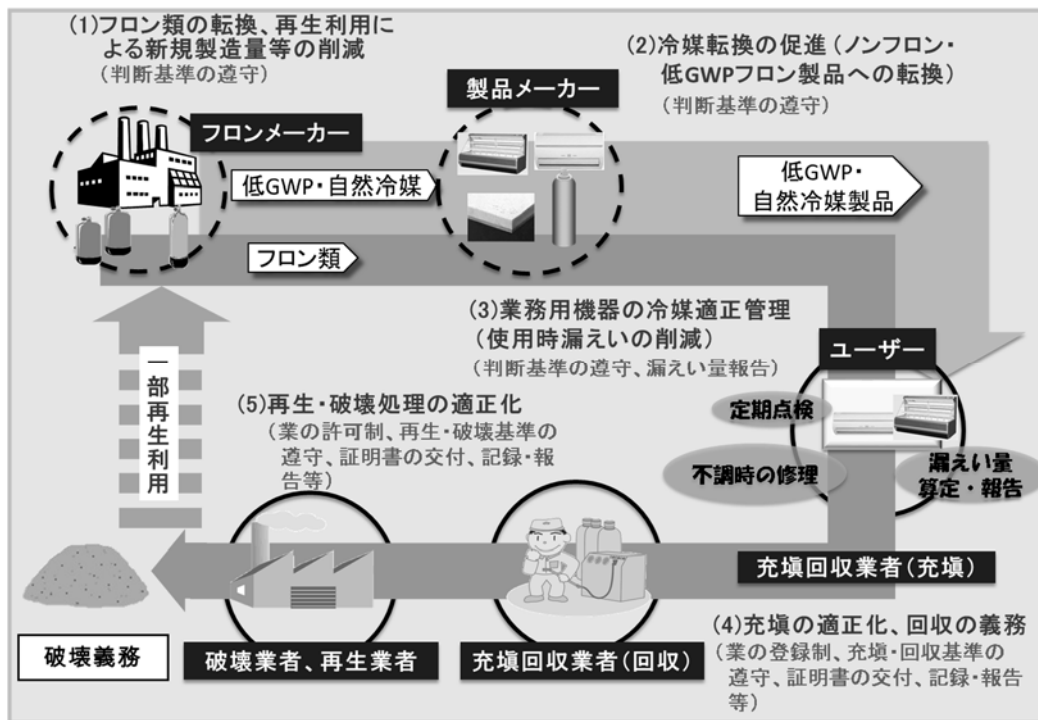 (1)フロン類の転換、再生利用に
よる新規製造量等の削減
(判断基準の遵守)
(2)冷媒転換の促進(ノンフロン・
低GWPフロン製品への転換)
(判断基準の遵守)
製品メーカー
フロンメーカー
低GWP・自然冷媒
低GWP・
自然冷媒製品
フロン類
(3)業務用機器の冷媒適正管理
(使用時漏えいの削減)
(判断基準の遵守、漏えい量報告)
ユーザー
定期点検
不調時の修理
漏えい量
算定・報告
一部再生利用
(5)再生・破壊処理の適正化
(業の許可制、再生・破壊基準の
遵守、証明書の交付、記録・報
告等)
充塡回収業者(充塡)
(4)充塡の適正化、回収の義務
(業の登録制、充塡・回収基準の
遵守、証明書の交付、記録・報告
等)
破壊義務
破壊業者、再生業者
充塡回収業者(回収)